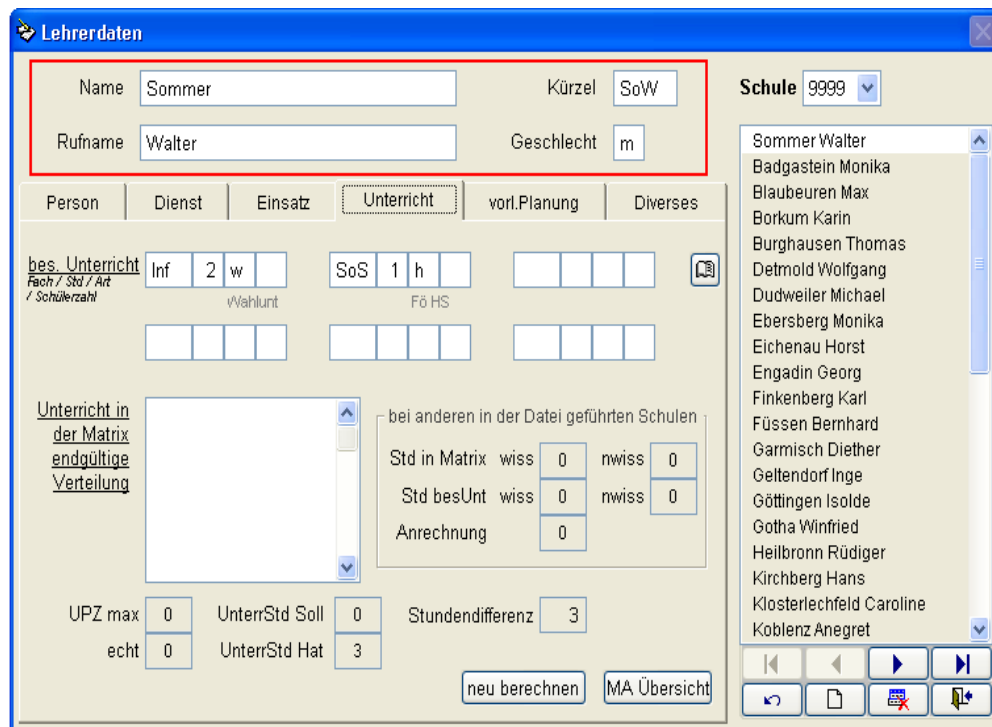 Lehrerdaten
Name Sommer Kürzel SoW
Rufname Walter Geschlecht m
Schule 9999
Person Dienst Einsatz Unterricht vorl.Planung Diverses
bes. Unterricht Inf 2 w SoS 1 h
Fach / Std / Art
/ Schülerzahl
Wahlunt Fö HS
Unterricht in
der Matrix
endgültige
Verteilung
bei anderen in der Datei geführten Schulen
Std in Matrix wiss 0 nwiss 0
Std besUnt wiss 0 nwiss 0
Anrechnung 0
UPZ max 0 UnterrStd Soll 0 Stundendifferenz 3
echt 0 UnterrStd Hat 3
neu berechnen MA Übersicht
Sommer Walter
Badgastein Monika
Blaubeuren Max
Borkum Karin
Burghausen Thomas
Detmold Wolfgang
Dudweiler Michael
Ebersberg Monika
Eichenau Horst
Engadin Georg
Finkenberg Karl
Füssen Bernhard
Garmisch Diether
Geltendorf Inge
Göttingen Isolde
Gotha Winfried
Heilbronn Rüdiger
Kirchberg Hans
Klosterlechfeld Caroline
Koblenz Anegret